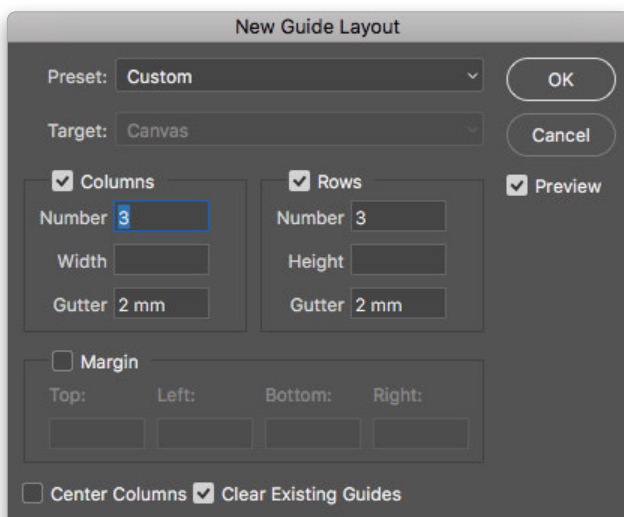 New Guide Layout
Preset: Custom
OK
Target: Canvas
Cancel
Columns
Rows
Preview
Number 3
Number 3
Width
Height
Gutter 2 mm
Gutter 2 mm
Margin
Top: Left: Bottom: Right:
Center Columns Clear Existing Guides